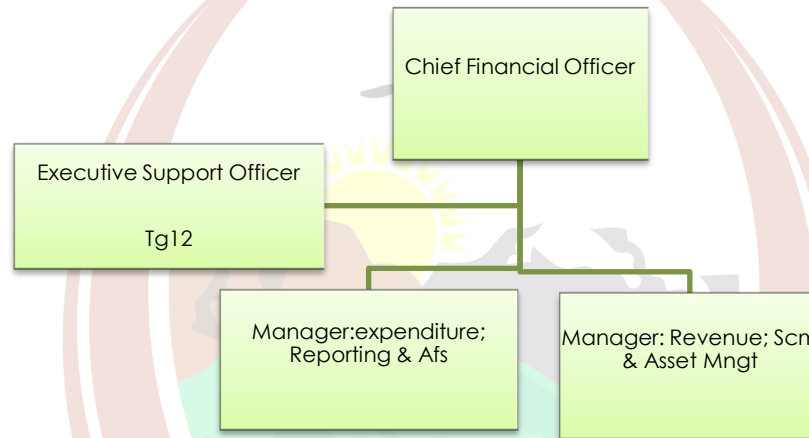 Chief Financial Officer
Executive Support Officer
Tg12
Manager:expenditure;
Reporting & Afs
Manager: Revenue; Scm
& Asset Mngt